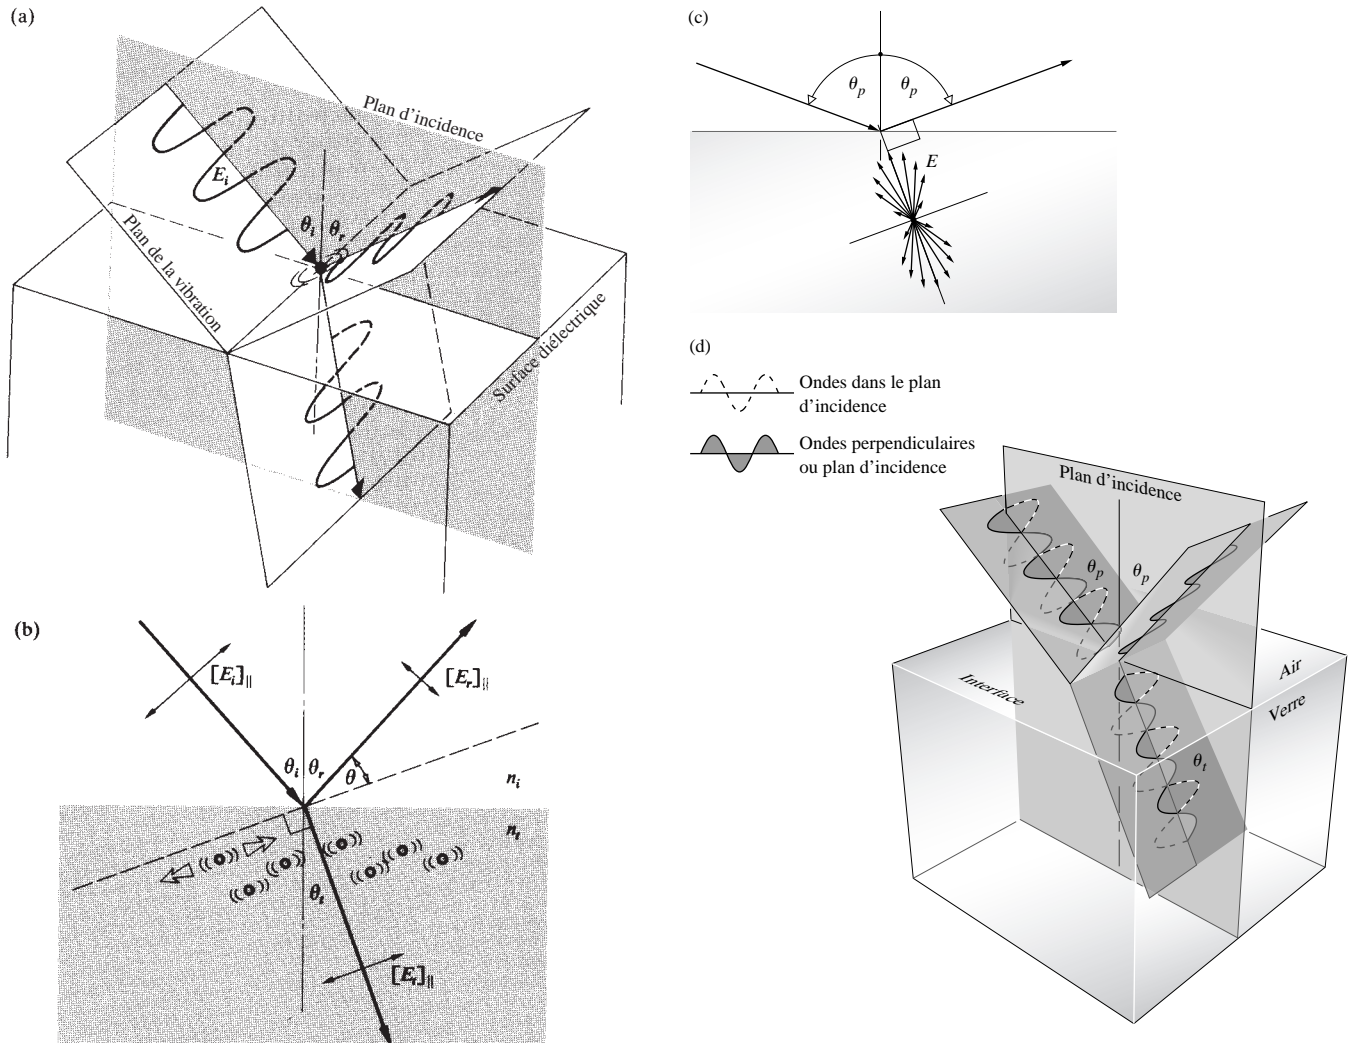 (a)
Plan d'incidence
E_i
θ_i
θ_r
Plan de la vibration
Surface diélectrique
(b)
[E_i]_||
[E_r]_||
θ_i
θ_r
θ
n_i
n_t
θ_t
[E_t]_||
(c)
θ_p
θ_p
E
(d)
Ondes dans le plan
d'incidence
Ondes perpendiculaires
ou plan d'incidence
Plan d'incidence
θ_p
θ_p
Interface
Air
Verre
θ_t